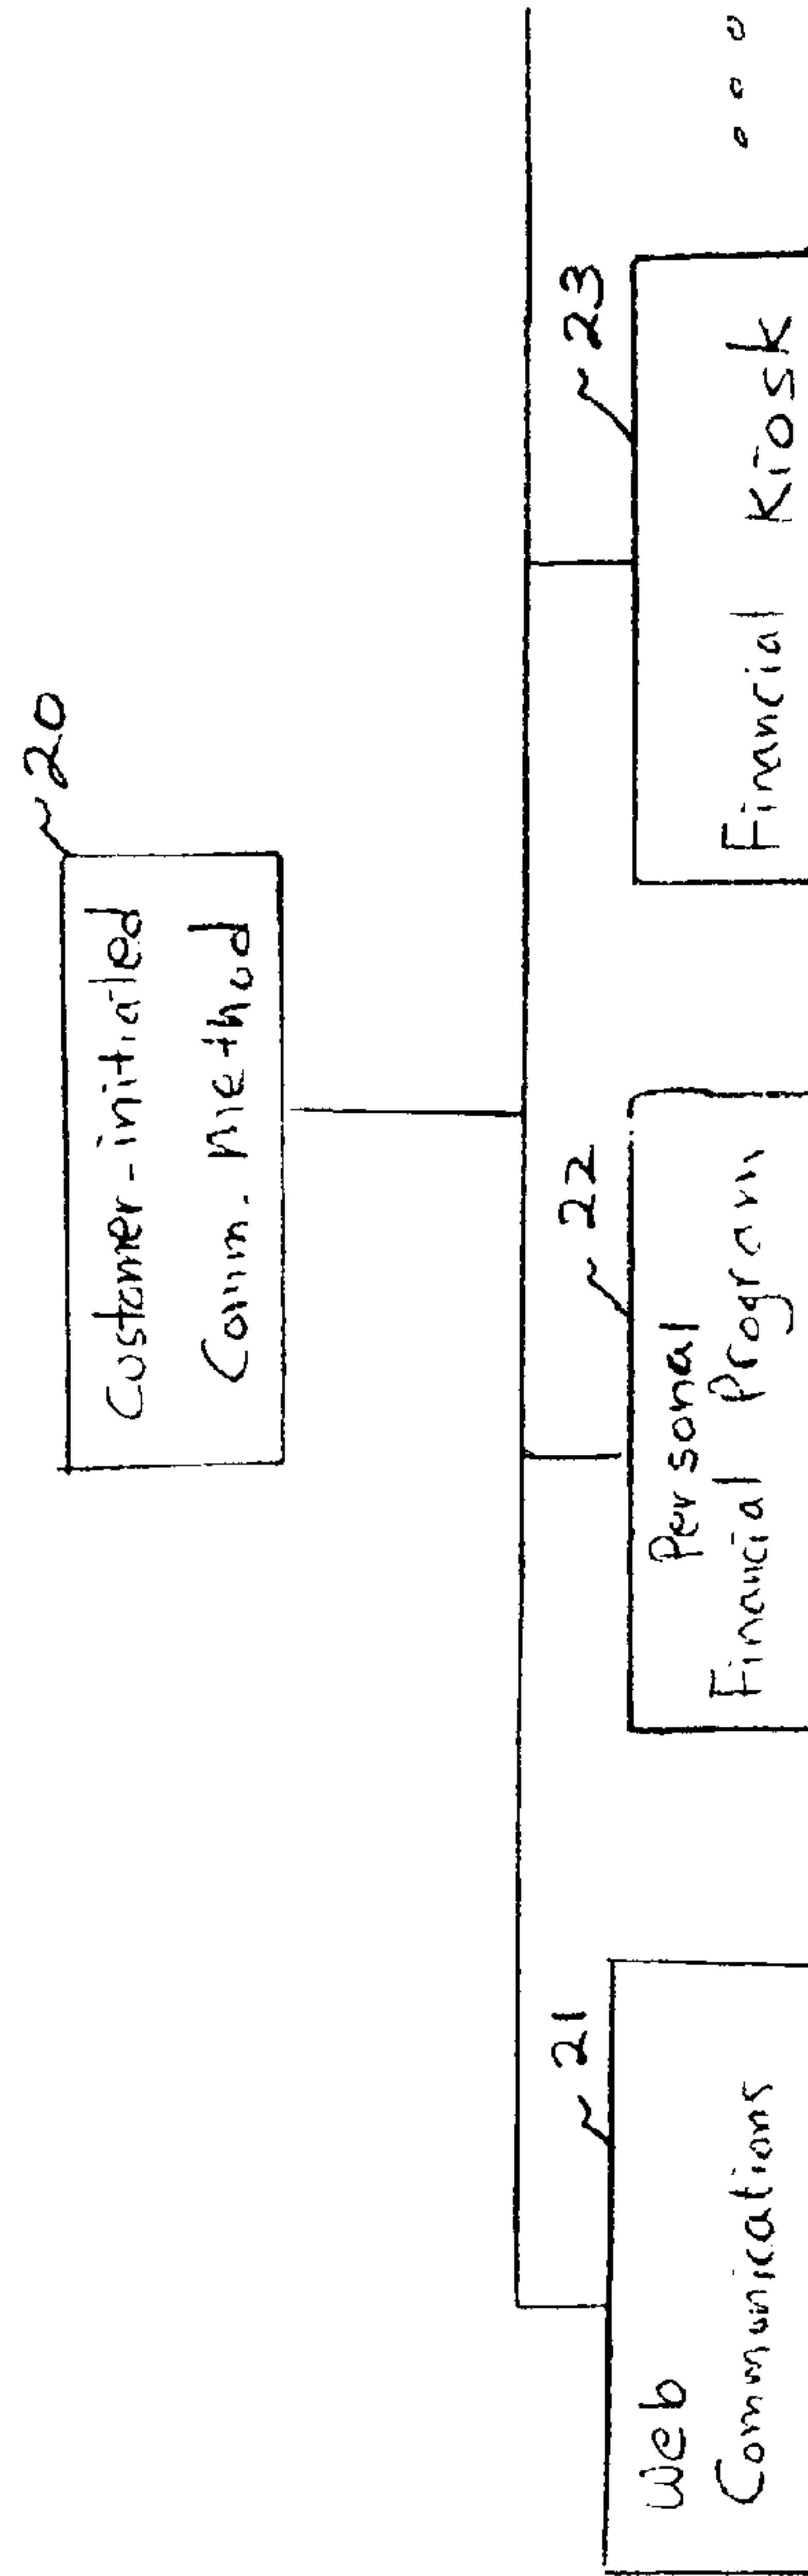 ~20
Customer-initiated
Comm. Method
~21
Web
Communications
~22
Personal
Financial Program
~23
Financial Kiosk